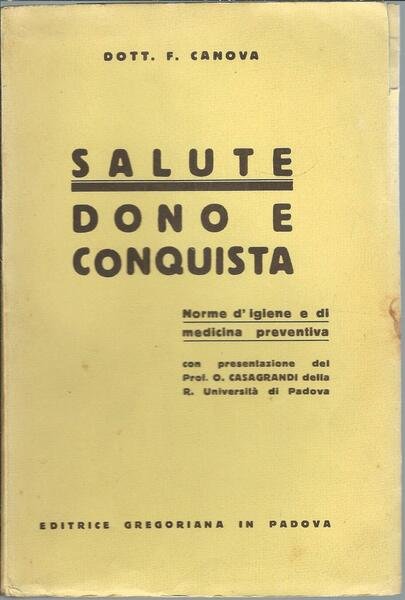 DOTT. F. CANOVA
SALUTE
DONO E
CONQUISTA
Norme d'igiene e di
medicina preventiva
con presentazione del
Prof. O. CASAGRANDI della
R. Università di Padova
EDITRICE GREGORIANA IN PADOVA